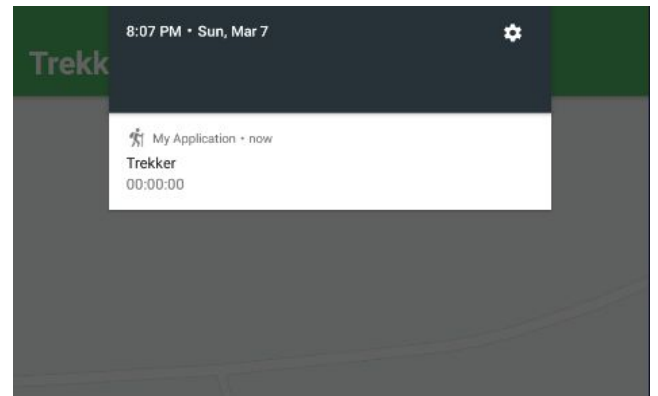 8:07 PM • Sun, Mar 7
Trekk
My Application • now
Trekker
00:00:00